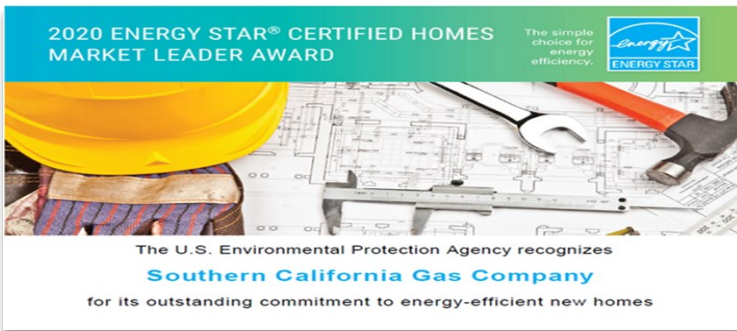 2020 ENERGY STAR® CERTIFIED HOMES
MARKET LEADER AWARD
The simple
choice for
energy
efficiency.
energy
ENERGY STAR
The U.S. Environmental Protection Agency recognizes
Southern California Gas Company
for its outstanding commitment to energy-efficient new homes